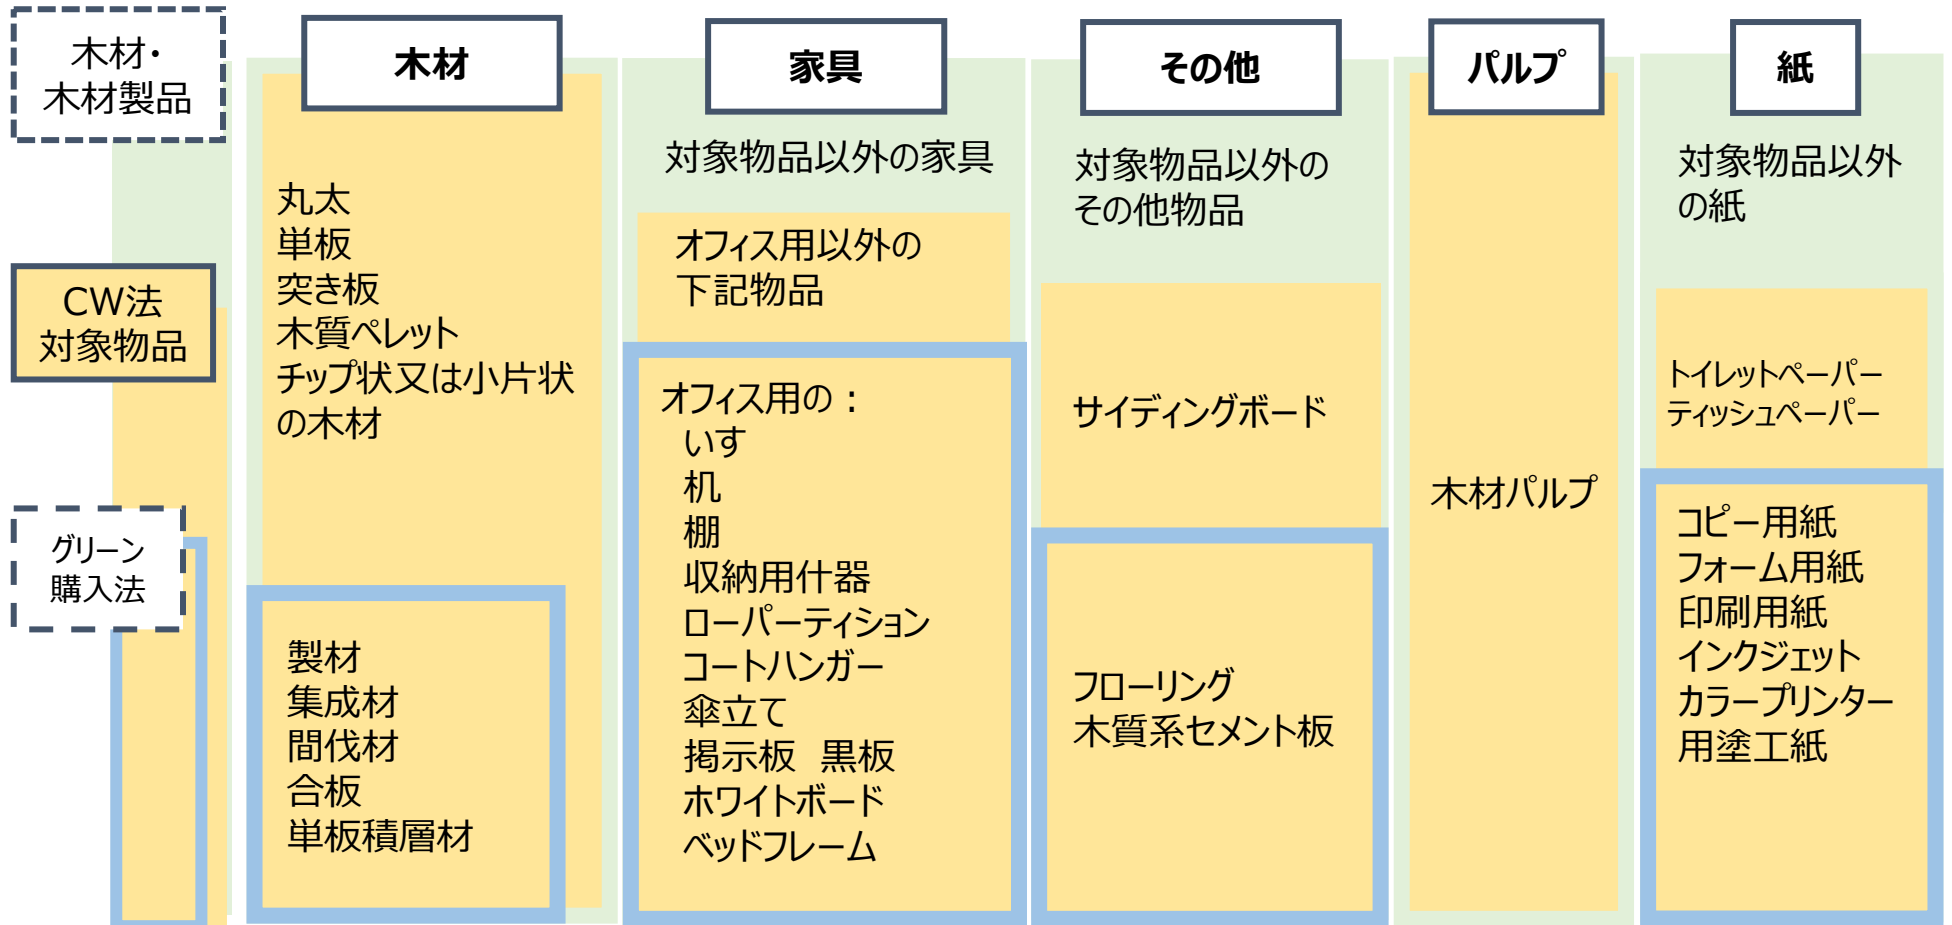 木材・
木材製品
CW法
対象物品
グリーン
購入法
木材
丸太
単板
突き板
木質ペレット
チップ状又は小片状
の木材
製材
集成材
間伐材
合板
単板積層材
家具
対象物品以外の家具
オフィス用以外の
下記物品
オフィス用の：
いす
机
棚
収納用什器
ローパーティション
コートハンガー
傘立て
掲示板　黒板
ホワイトボード
ベッドフレーム
その他
対象物品以外の
その他物品
サイディングボード
フローリング
木質系セメント板
パルプ
木材パルプ
紙
対象物品以外
の紙
トイレットペーパー
ティッシュペーパー
コピー用紙
フォーム用紙
印刷用紙
インクジェット
カラープリンター
用塗工紙